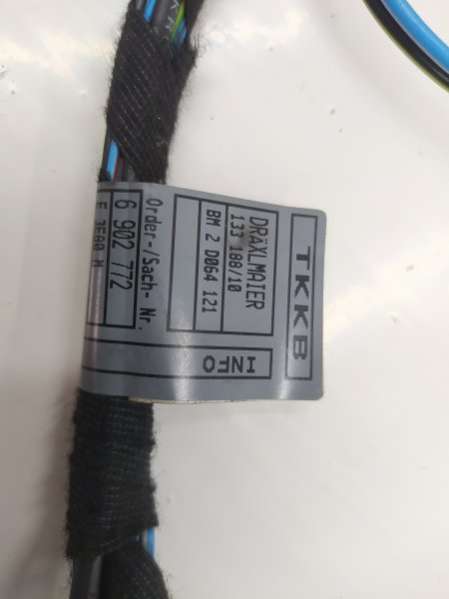 TKKB
DRÄXLMAIER
133 188/10
BM 2 D064 121
Order-/Sach-Nr.
6 902 772
INFO